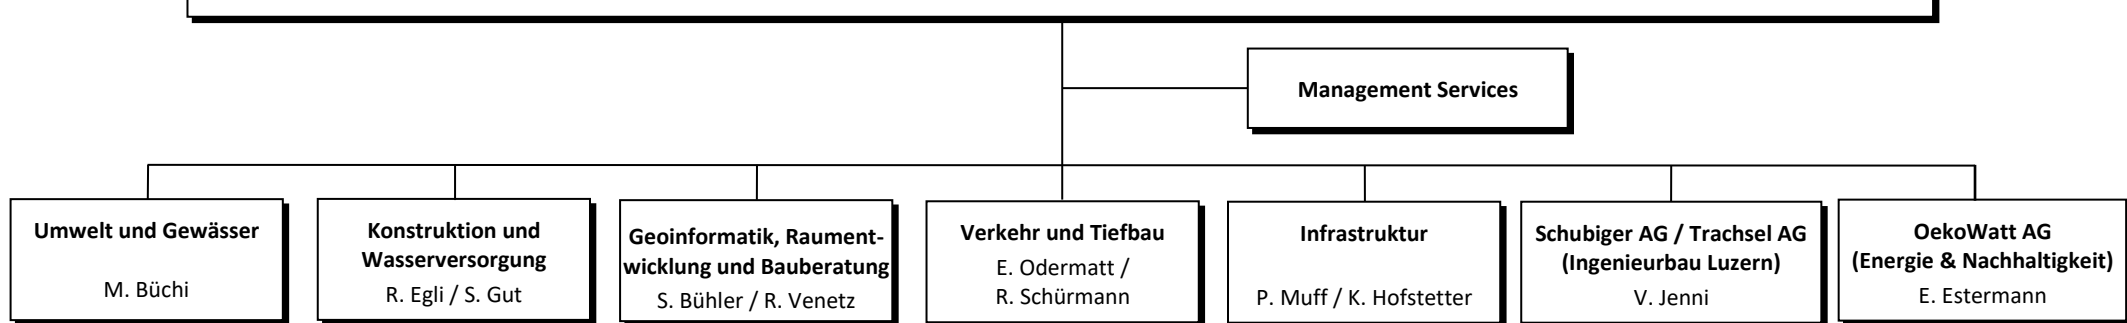 Management Services
Umwelt und Gewässer
M. Büchi
Konstruktion und
Wasserversorgung
R. Egli / S. Gut
Geoinformatik, Raument-
wicklung und Bauberatung
S. Bühler / R. Venetz
Verkehr und Tiefbau
E. Odermatt /
R. Schürmann
Infrastruktur
P. Muff / K. Hofstetter
Schubiger AG / Trachsel AG
(Ingenieurbau Luzern)
V. Jenni
OekoWatt AG
(Energie & Nachhaltigkeit)
E. Estermann